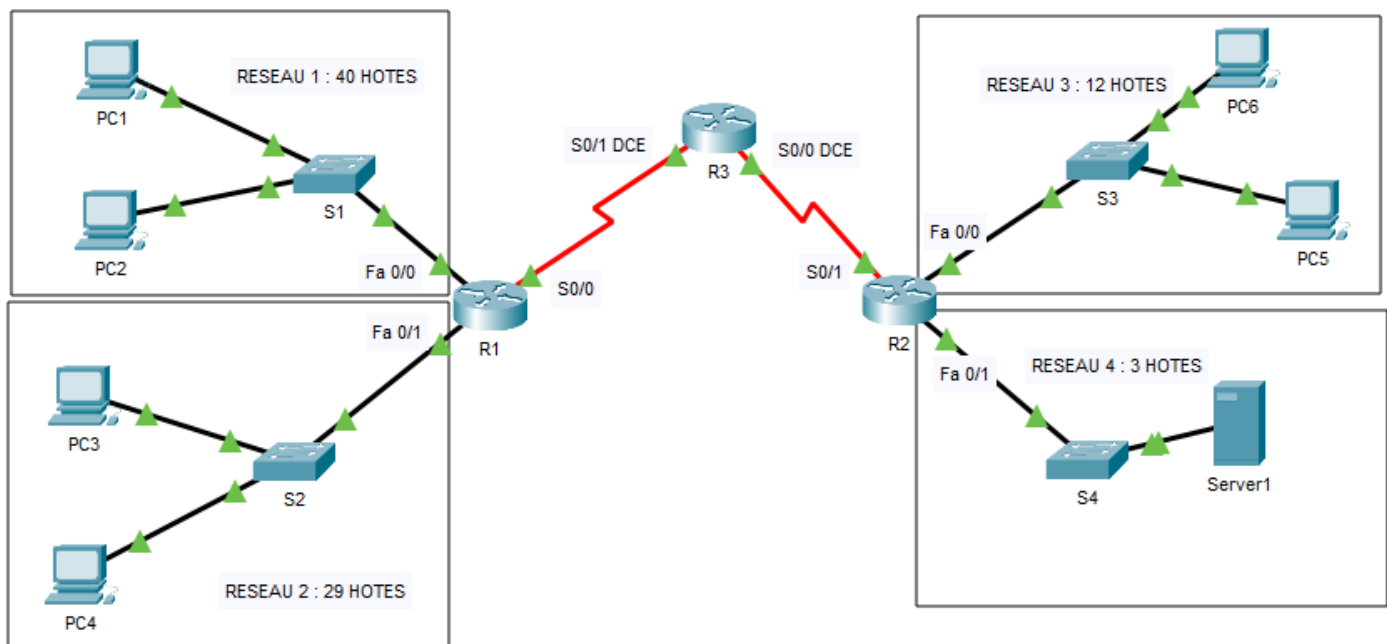 RESEAU 1 : 40 HOTES
PC1
PC2
S1
Fa 0/0
S0/1 DCE
R3
S0/0 DCE
RESEAU 3 : 12 HOTES
PC6
S3
PC5
Fa 0/0
S0/1
R2
S0/0
R1
Fa 0/1
PC3
S2
PC4
RESEAU 2 : 29 HOTES
Fa 0/1
RESEAU 4 : 3 HOTES
S4
Server1